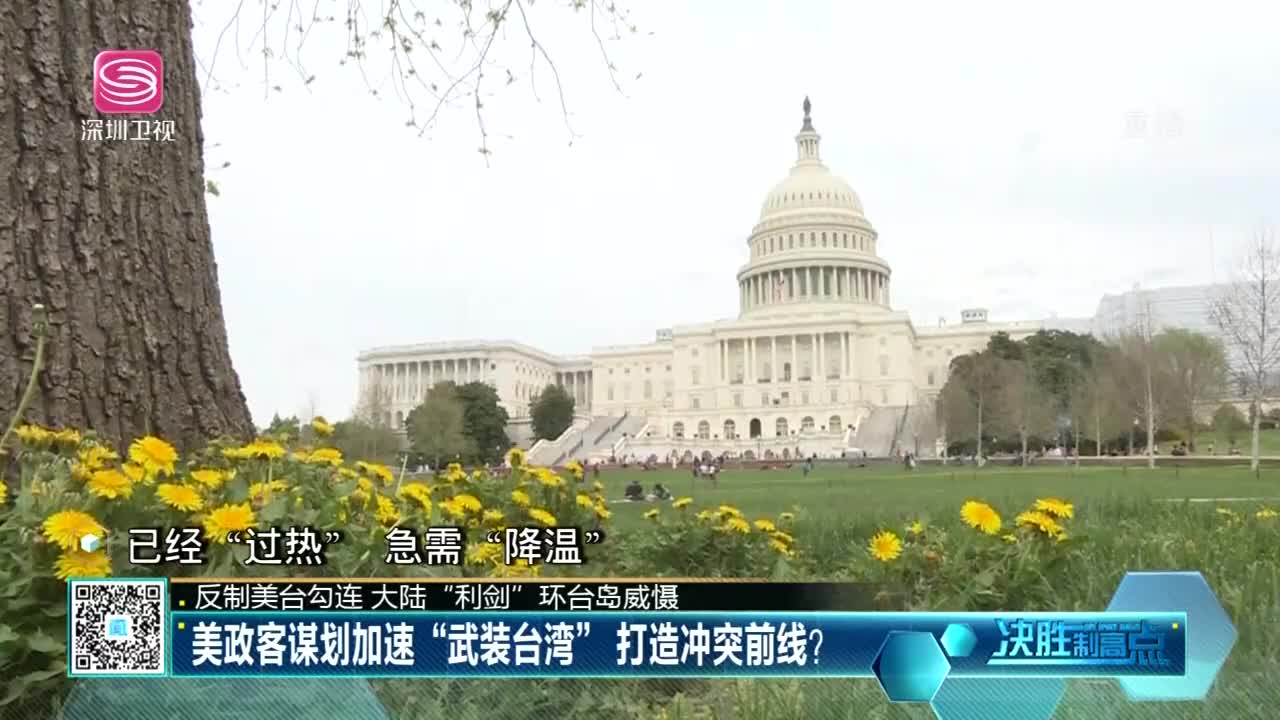 深圳卫视
重播
已经“过热” 急需“降温”
反制美台勾连 大陆“利剑”环台岛威慑
美政客谋划加速“武装台湾” 打造冲突前线？
决胜制高点